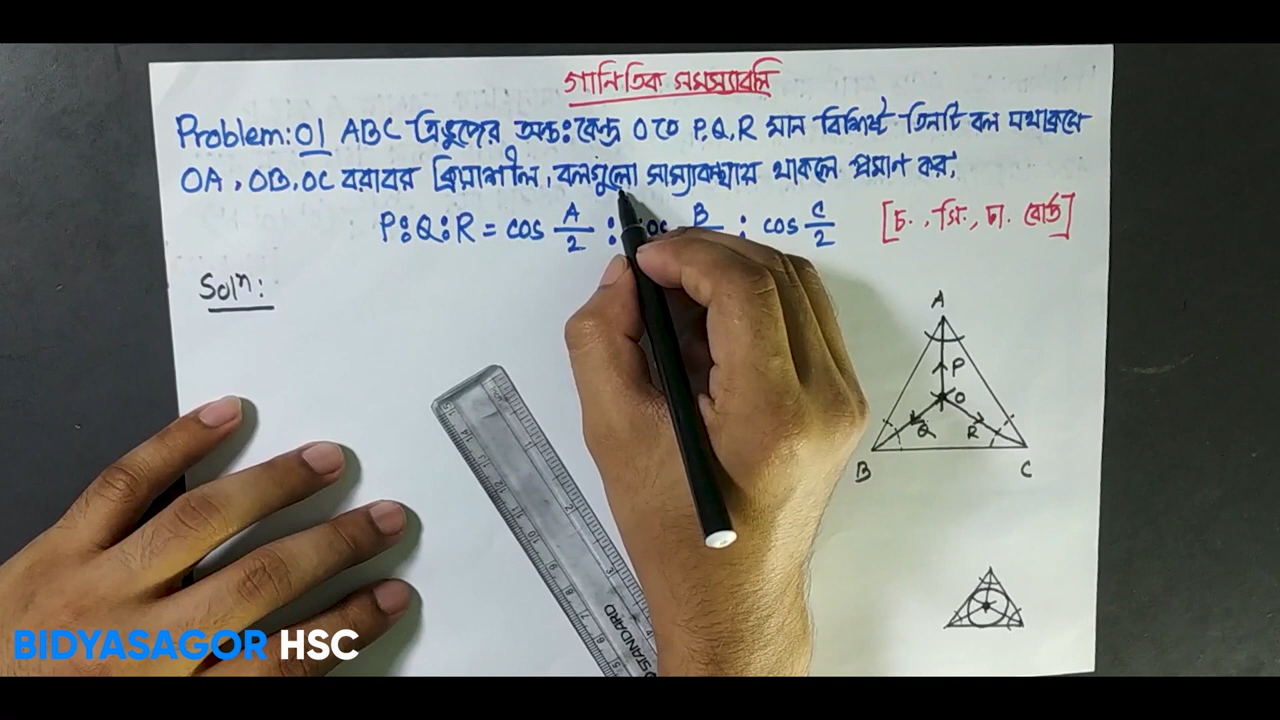 গানিতিক সমস্যাবলি
Problem: 01 ABC ত্রিভুজের অন্তঃকেন্দ্র O তে P, Q, R মান বিশিষ্ট তিনটি বল যথাক্রমে
OA, OB, OC বরাবর ক্রিয়াশীল, বলগুলো সাম্যাবস্থায় থাকলে প্রমাণ কর,
P:Q:R = cos A/2 : B : cos C/2
[চ., সি., ঢা. বোর্ড]
Solⁿ:
A
P
O
Q R
B C
STANDARD
BIDYASAGOR HSC